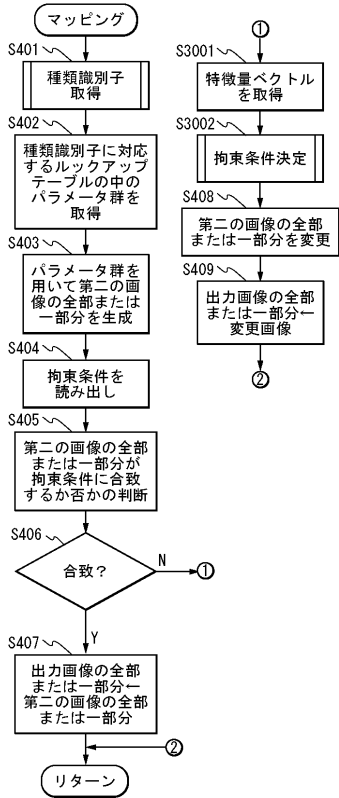 マッピング
S401
種類識別子
取得
S402
種類識別子に対応
するルックアップ
テーブルの中の
パラメータ群を
取得
S403
パラメータ群を
用いて第二の画
像の全部または
一部分を生成
S404
拘束条件を
読み出し
S405
第二の画像の全部
または一部分が
拘束条件に合致
するか否かの判断
S406
合致?
N
①
Y
S407
出力画像の全部
または一部分←
第二の画像の全部
または一部分
②
リターン
①
S3001
特徴量ベクトル
を取得
S3002
拘束条件決定
S408
第二の画像の全部
または一部分を変更
S409
出力画像の全部
または一部分←
変更画像
②